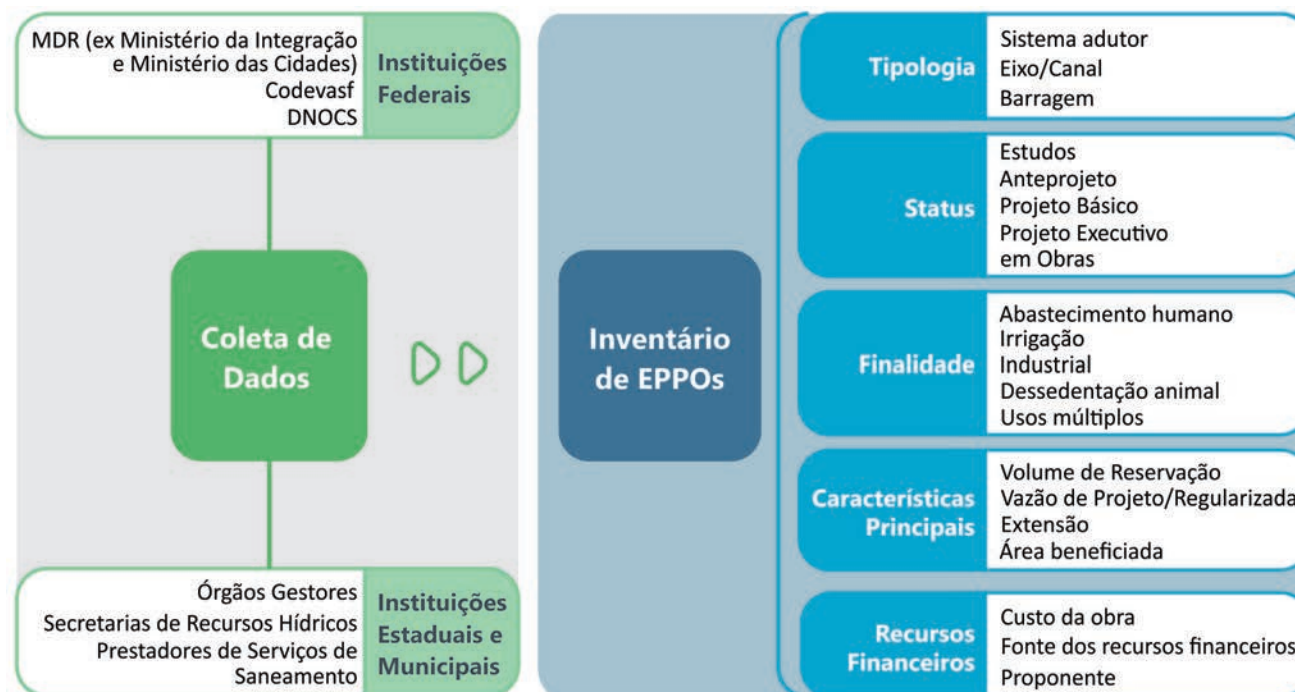 MDR (ex Ministério da Integração
e Ministério das Cidades)
Codevasf
DNOCS
Instituições
Federais
Coleta de
Dados
Órgãos Gestores
Secretarias de Recursos Hídricos
Prestadores de Serviços de
Saneamento
Instituições
Estaduais e
Municipais
Inventário
de EPPOs
Tipologia
Sistema adutor
Eixo/Canal
Barragem
Status
Estudos
Anteprojeto
Projeto Básico
Projeto Executivo
em Obras
Finalidade
Abastecimento humano
Irrigação
Industrial
Dessedentação animal
Usos múltiplos
Características
Principais
Volume de Reservação
Vazão de Projeto/Regularizada
Extensão
Área beneficiada
Recursos
Financeiros
Custo da obra
Fonte dos recursos financeiros
Proponente